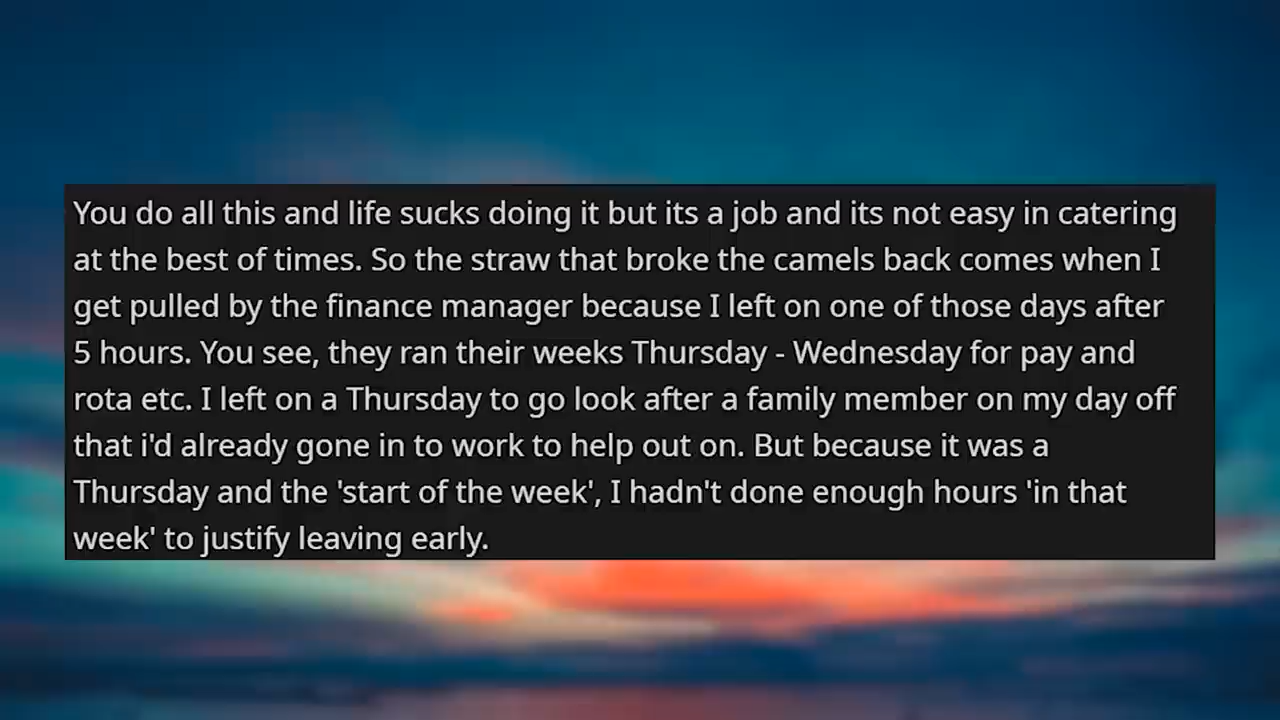 You do all this and life sucks doing it but its a job and its not easy in catering
at the best of times. So the straw that broke the camels back comes when I
get pulled by the finance manager because I left on one of those days after
5 hours. You see, they ran their weeks Thursday - Wednesday for pay and
rota etc. I left on a Thursday to go look after a family member on my day off
that i'd already gone in to work to help out on. But because it was a
Thursday and the 'start of the week', I hadn't done enough hours 'in that
week' to justify leaving early.